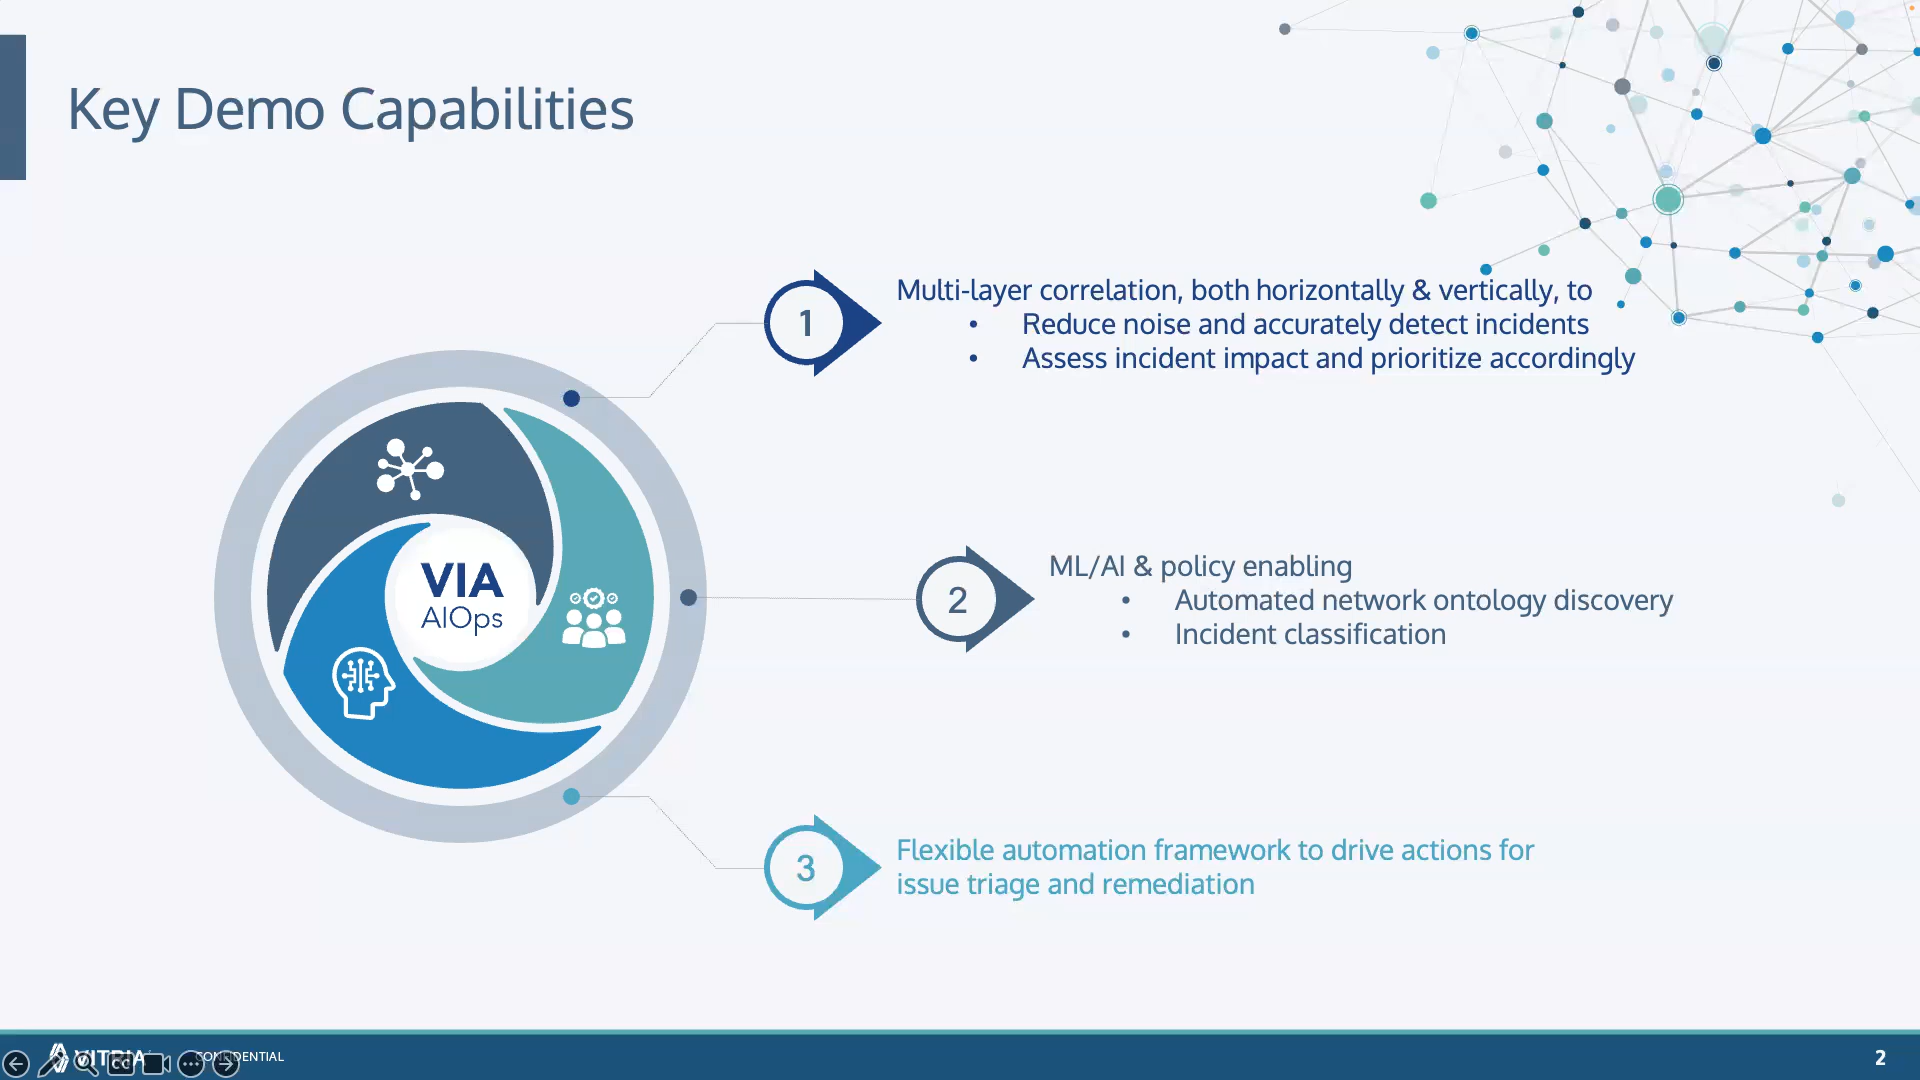 Key Demo Capabilities
1
Multi-layer correlation, both horizontally & vertically, to
• Reduce noise and accurately detect incidents
• Assess incident impact and prioritize accordingly
VIA
AIOps
2
ML/AI & policy enabling
• Automated network ontology discovery
• Incident classification
3
Flexible automation framework to drive actions for
issue triage and remediation
VITRIA
CONFIDENTIAL
2